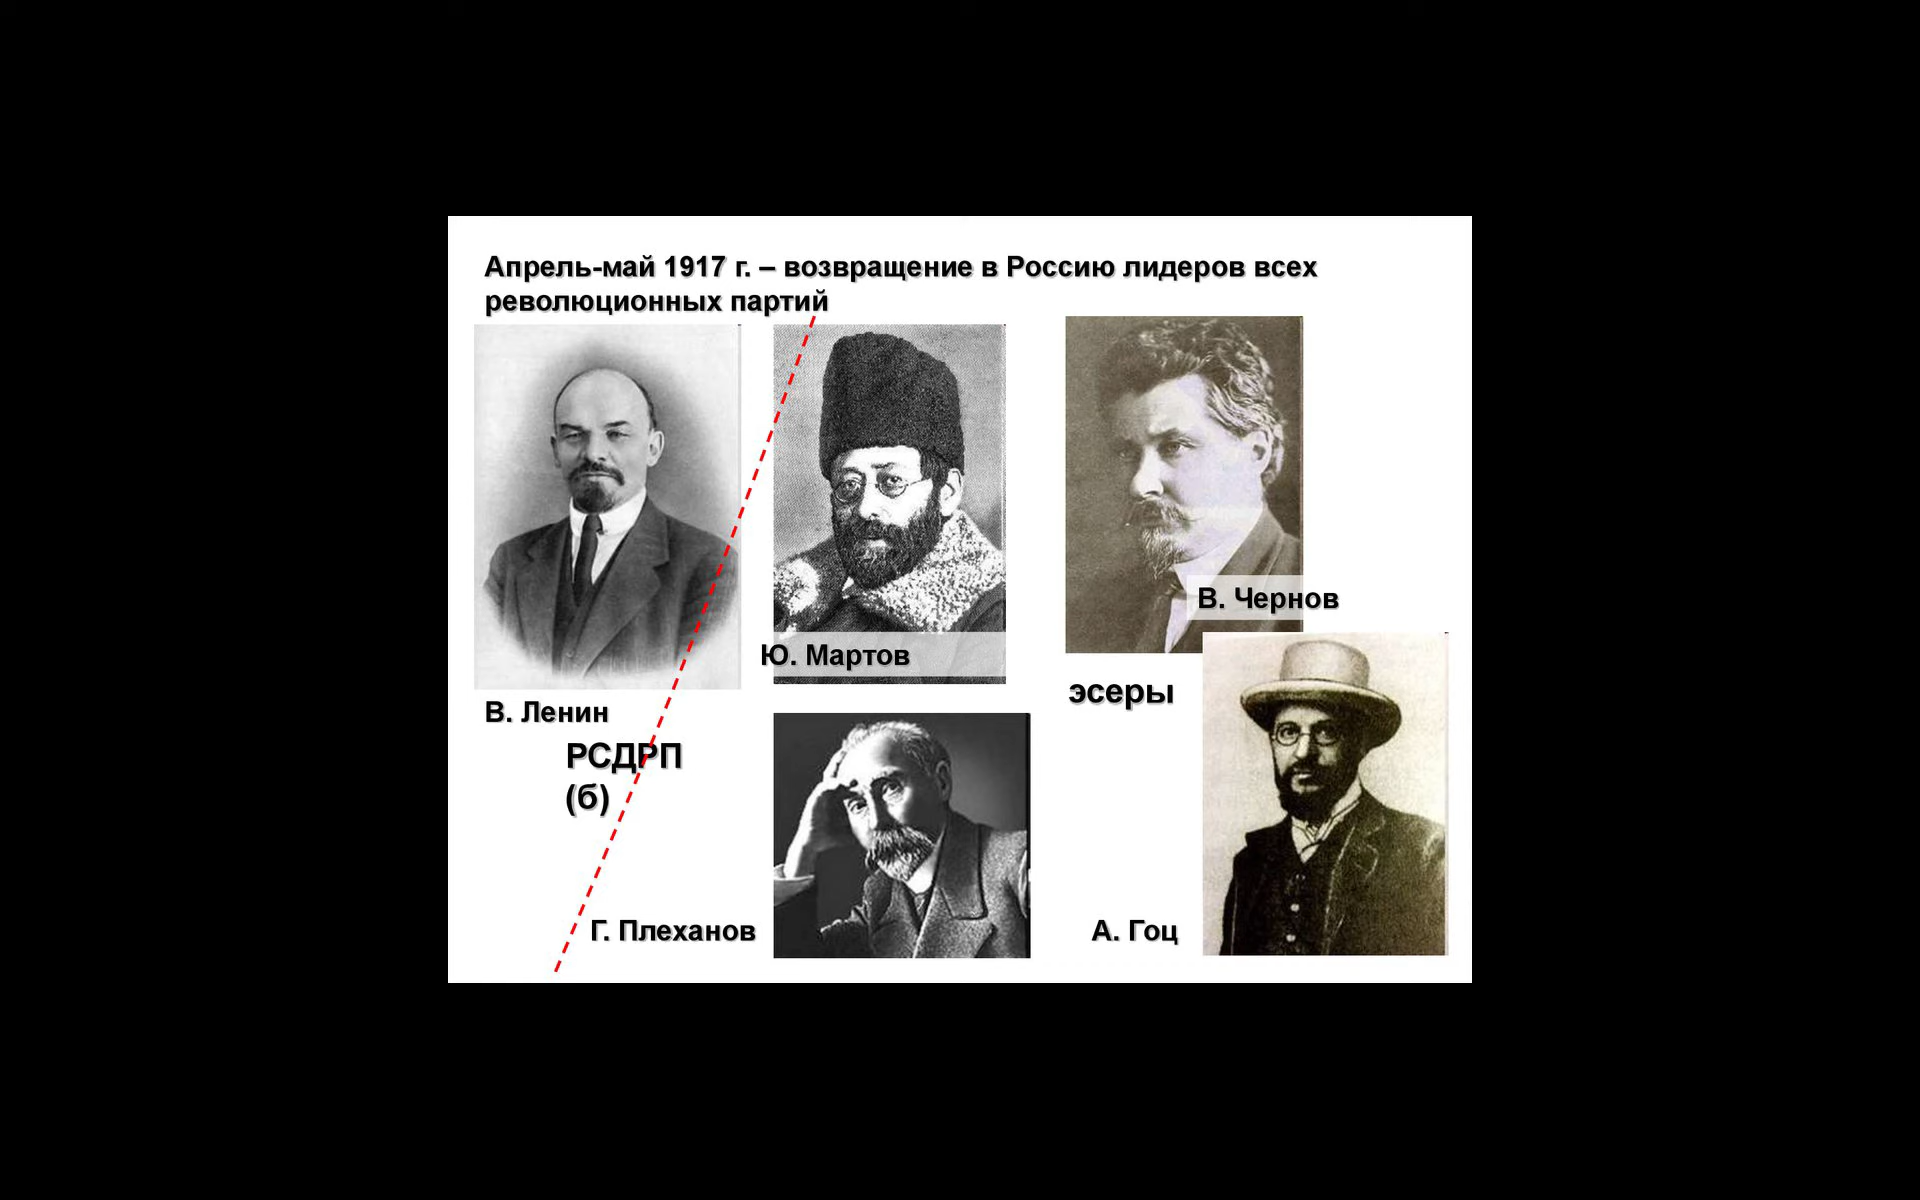 Апрель-май 1917 г. – возвращение в Россию лидеров всех
революционных партий
В. Чернов
Ю. Мартов
эсеры
В. Ленин
РСДРП
(б)
Г. Плеханов
А. Гоц